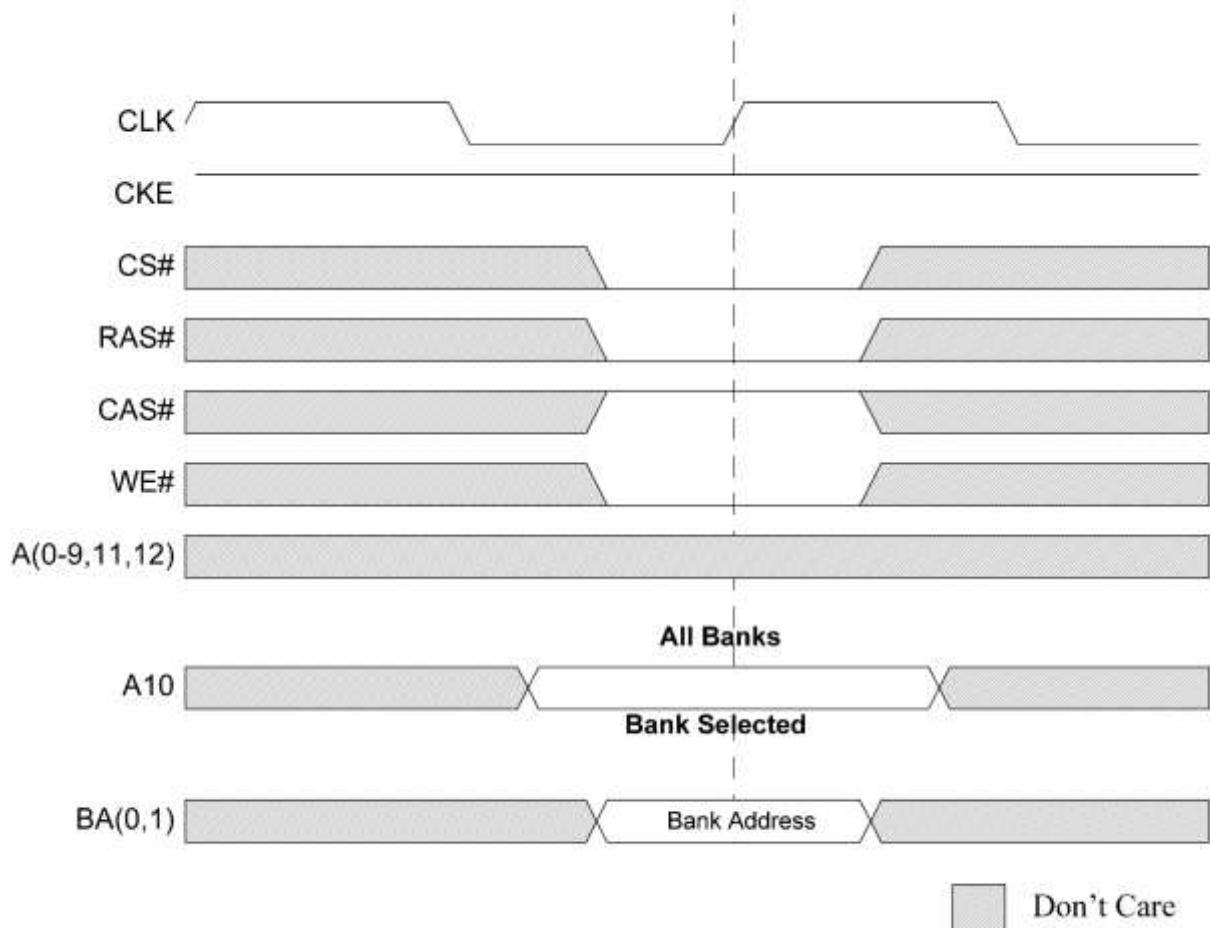 CLK
CKE
CS#
RAS#
CAS#
WE#
A(0-9,11,12)
All Banks
A10
Bank Selected
BA(0,1)
Bank Address
Don't Care